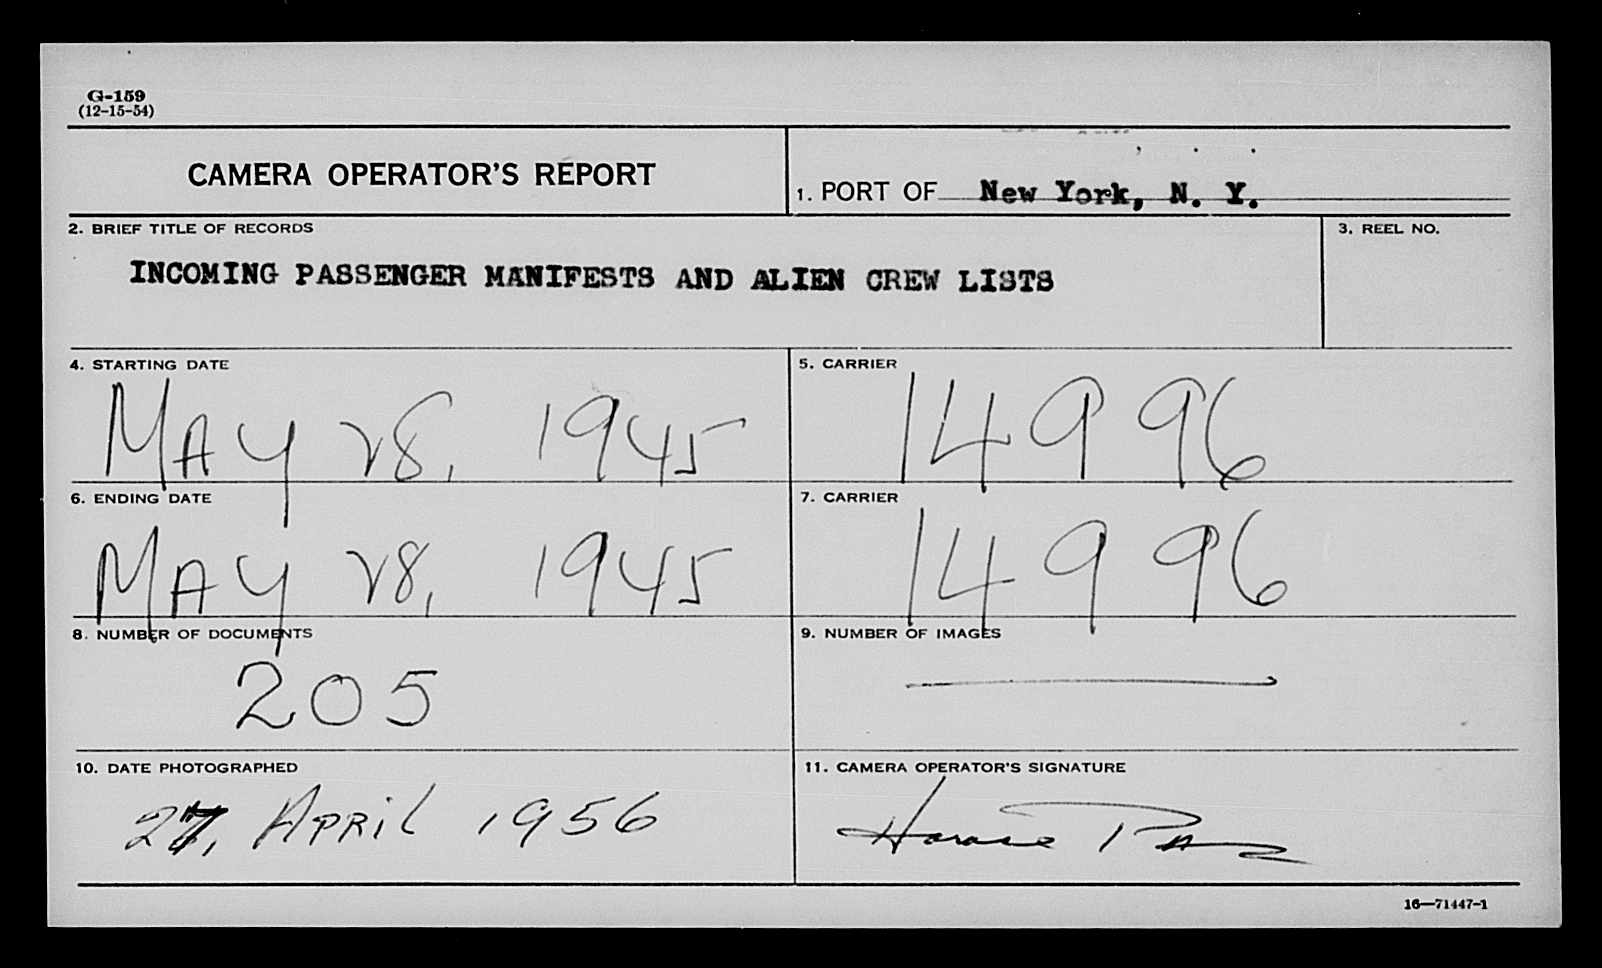 G-159
(12-15-54)
CAMERA OPERATOR'S REPORT
1. PORT OF New York, N. Y.
2. BRIEF TITLE OF RECORDS
INCOMING PASSENGER MANIFESTS AND ALIEN CREW LISTS
3. REEL NO.
4. STARTING DATE
MAY 28, 1945
5. CARRIER
14996
6. ENDING DATE
MAY 28, 1945
7. CARRIER
14996
8. NUMBER OF DOCUMENTS
205
9. NUMBER OF IMAGES
10. DATE PHOTOGRAPHED
27, APRIL 1956
11. CAMERA OPERATOR'S SIGNATURE
Horace
16—71447-1